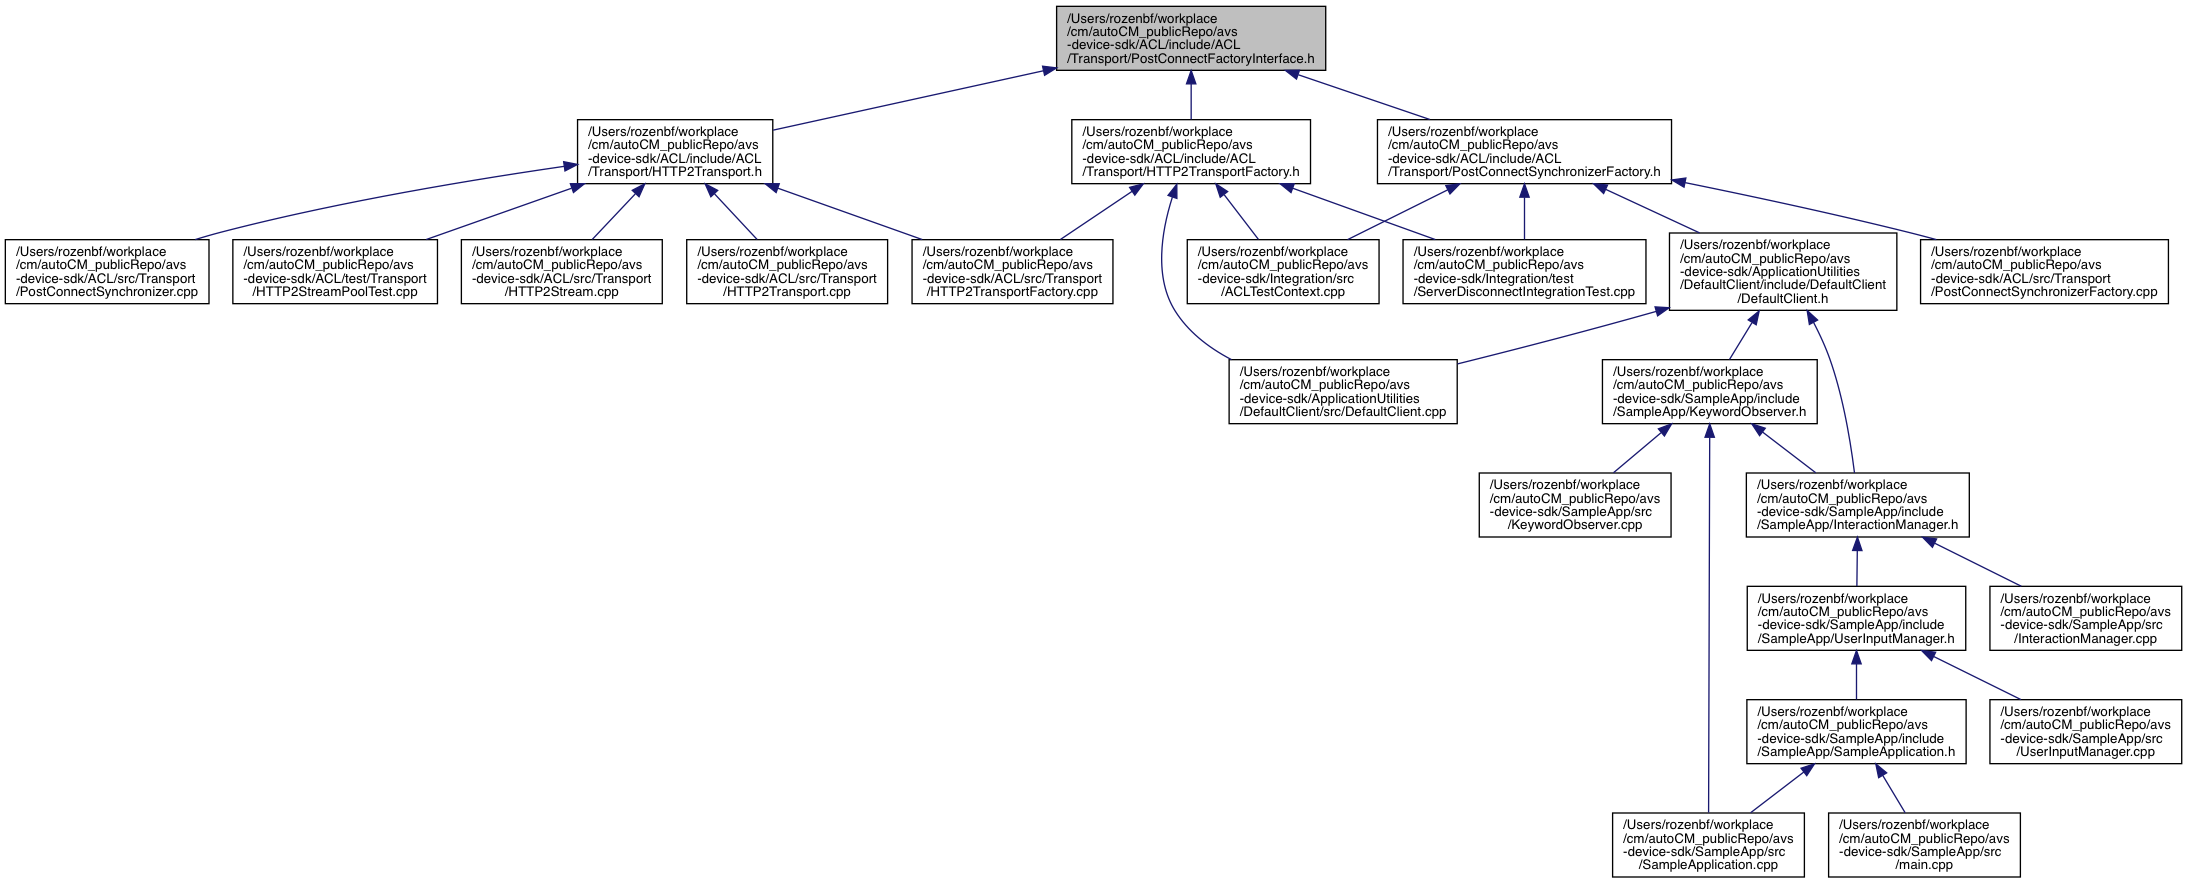 /Users/rozenbf/workplace
/cm/autoCM_publicRepo/avs
-device-sdk/ACL/include/ACL
/Transport/PostConnectFactoryInterface.h
/Users/rozenbf/workplace
/cm/autoCM_publicRepo/avs
-device-sdk/ACL/include/ACL
/Transport/HTTP2Transport.h
/Users/rozenbf/workplace
/cm/autoCM_publicRepo/avs
-device-sdk/ACL/include/ACL
/Transport/HTTP2TransportFactory.h
/Users/rozenbf/workplace
/cm/autoCM_publicRepo/avs
-device-sdk/ACL/include/ACL
/Transport/PostConnectSynchronizerFactory.h
/Users/rozenbf/workplace
/cm/autoCM_publicRepo/avs
-device-sdk/ACL/src/Transport
/PostConnectSynchronizer.cpp
/Users/rozenbf/workplace
/cm/autoCM_publicRepo/avs
-device-sdk/ACL/test/Transport
/HTTP2StreamPoolTest.cpp
/Users/rozenbf/workplace
/cm/autoCM_publicRepo/avs
-device-sdk/ACL/src/Transport
/HTTP2Stream.cpp
/Users/rozenbf/workplace
/cm/autoCM_publicRepo/avs
-device-sdk/ACL/src/Transport
/HTTP2Transport.cpp
/Users/rozenbf/workplace
/cm/autoCM_publicRepo/avs
-device-sdk/ACL/src/Transport
/HTTP2TransportFactory.cpp
/Users/rozenbf/workplace
/cm/autoCM_publicRepo/avs
-device-sdk/Integration/src
/ACLTestContext.cpp
/Users/rozenbf/workplace
/cm/autoCM_publicRepo/avs
-device-sdk/Integration/test
/ServerDisconnectIntegrationTest.cpp
/Users/rozenbf/workplace
/cm/autoCM_publicRepo/avs
-device-sdk/ApplicationUtilities
/DefaultClient/include/DefaultClient
/DefaultClient.h
/Users/rozenbf/workplace
/cm/autoCM_publicRepo/avs
-device-sdk/ACL/src/Transport
/PostConnectSynchronizerFactory.cpp
/Users/rozenbf/workplace
/cm/autoCM_publicRepo/avs
-device-sdk/ApplicationUtilities
/DefaultClient/src/DefaultClient.cpp
/Users/rozenbf/workplace
/cm/autoCM_publicRepo/avs
-device-sdk/SampleApp/include
/SampleApp/KeywordObserver.h
/Users/rozenbf/workplace
/cm/autoCM_publicRepo/avs
-device-sdk/SampleApp/src
/KeywordObserver.cpp
/Users/rozenbf/workplace
/cm/autoCM_publicRepo/avs
-device-sdk/SampleApp/include
/SampleApp/InteractionManager.h
/Users/rozenbf/workplace
/cm/autoCM_publicRepo/avs
-device-sdk/SampleApp/include
/SampleApp/UserInputManager.h
/Users/rozenbf/workplace
/cm/autoCM_publicRepo/avs
-device-sdk/SampleApp/src
/InteractionManager.cpp
/Users/rozenbf/workplace
/cm/autoCM_publicRepo/avs
-device-sdk/SampleApp/include
/SampleApp/SampleApplication.h
/Users/rozenbf/workplace
/cm/autoCM_publicRepo/avs
-device-sdk/SampleApp/src
/UserInputManager.cpp
/Users/rozenbf/workplace
/cm/autoCM_publicRepo/avs
-device-sdk/SampleApp/src
/SampleApplication.cpp
/Users/rozenbf/workplace
/cm/autoCM_publicRepo/avs
-device-sdk/SampleApp/src
/main.cpp